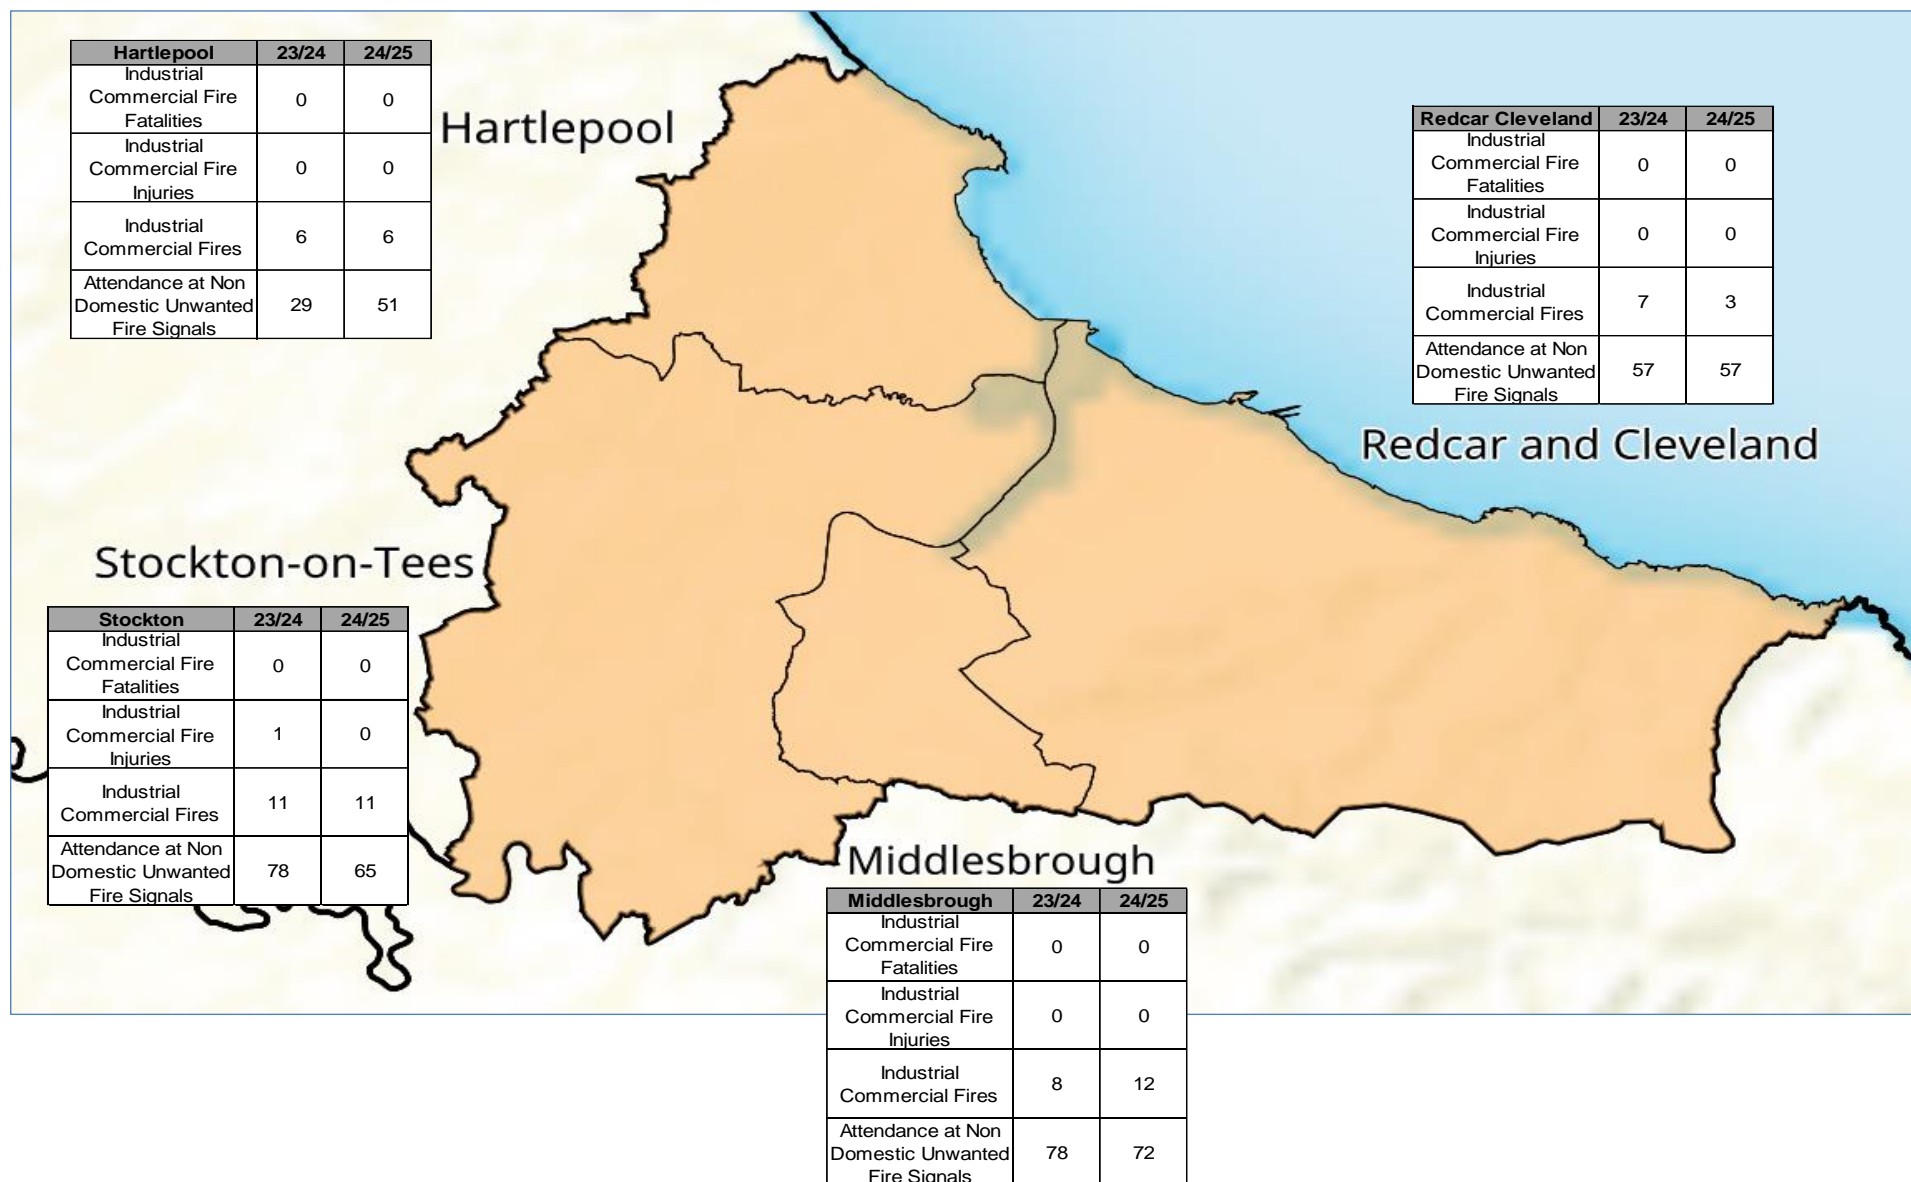 Hartlepool 23/24 24/25
Industrial
Commercial Fire
Fatalities
0 0
Industrial
Commercial Fire
Injuries
0 0
Industrial
Commercial Fires
6 6
Attendance at Non
Domestic Unwanted
Fire Signals
29 51
Hartlepool
Redcar Cleveland 23/24 24/25
Industrial
Commercial Fire
Fatalities
0 0
Industrial
Commercial Fire
Injuries
0 0
Industrial
Commercial Fires
7 3
Attendance at Non
Domestic Unwanted
Fire Signals
57 57
Redcar and Cleveland
Stockton-on-Tees
Stockton 23/24 24/25
Industrial
Commercial Fire
Fatalities
0 0
Industrial
Commercial Fire
Injuries
1 0
Industrial
Commercial Fires
11 11
Attendance at Non
Domestic Unwanted
Fire Signals
78 65
Middlesbrough
Middlesbrough 23/24 24/25
Industrial
Commercial Fire
Fatalities
0 0
Industrial
Commercial Fire
Injuries
0 0
Industrial
Commercial Fires
8 12
Attendance at Non
Domestic Unwanted
Fire Signals
78 72